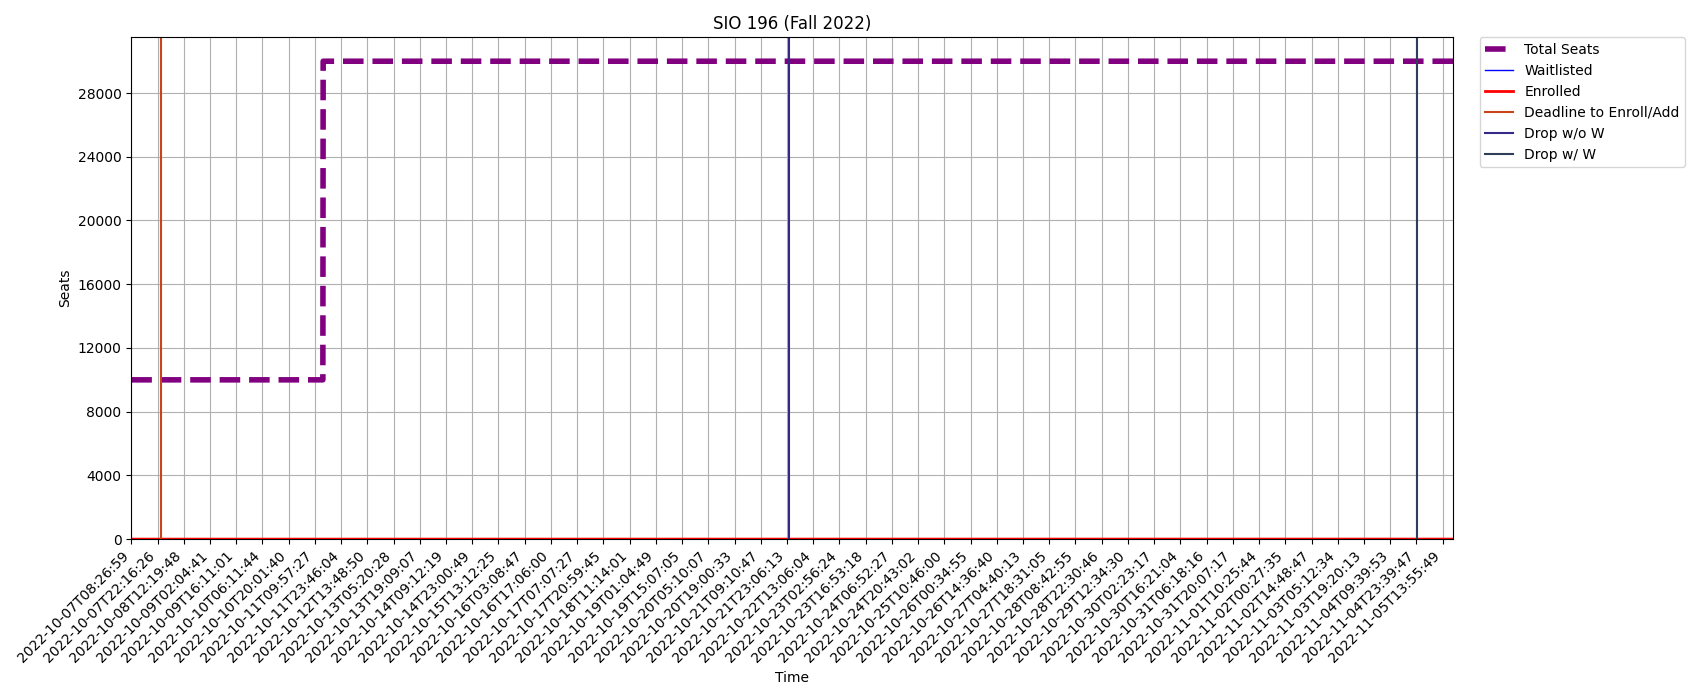 SIO 196 (Fall 2022)
Total Seats
Waitlisted
Enrolled
Deadline to Enroll/Add
Drop w/o W
Drop w/ W
Seats
28000
24000
20000
16000
12000
8000
4000
0
2022-10-07T08:26:59
2022-10-07T22:16:26
2022-10-08T12:19:48
2022-10-09T02:04:41
2022-10-09T16:11:01
2022-10-10T06:11:44
2022-10-10T20:01:40
2022-10-11T09:57:27
2022-10-11T23:46:04
2022-10-12T13:48:50
2022-10-13T05:20:28
2022-10-13T19:09:07
2022-10-14T09:12:19
2022-10-14T23:00:49
2022-10-15T13:12:25
2022-10-16T03:08:47
2022-10-16T17:06:00
2022-10-17T07:07:27
2022-10-17T20:59:45
2022-10-18T11:14:01
2022-10-19T01:04:49
2022-10-19T15:07:05
2022-10-20T05:10:07
2022-10-20T19:00:33
2022-10-21T09:10:47
2022-10-21T23:06:13
2022-10-22T13:06:04
2022-10-23T02:56:24
2022-10-23T16:53:18
2022-10-24T06:52:27
2022-10-24T20:43:02
2022-10-25T10:46:00
2022-10-26T00:34:55
2022-10-26T14:36:40
2022-10-27T04:40:13
2022-10-27T18:31:05
2022-10-28T08:42:55
2022-10-28T22:30:46
2022-10-29T12:34:30
2022-10-30T02:23:17
2022-10-30T16:21:04
2022-10-31T06:18:16
2022-10-31T20:07:17
2022-11-01T10:25:44
2022-11-02T00:27:35
2022-11-02T14:48:47
2022-11-03T05:12:34
2022-11-03T19:20:13
2022-11-04T09:39:53
2022-11-04T23:39:47
2022-11-05T13:55:49
Time